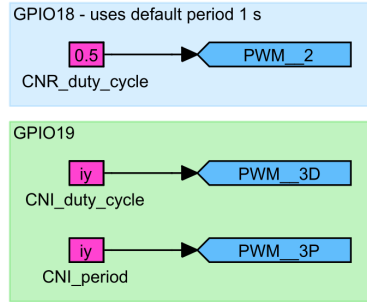 GPIO18 - uses default period 1 s
0.5 PWM__2
CNR_duty_cycle
GPIO19
iy PWM__3D
CNI_duty_cycle
iy PWM__3P
CNI_period